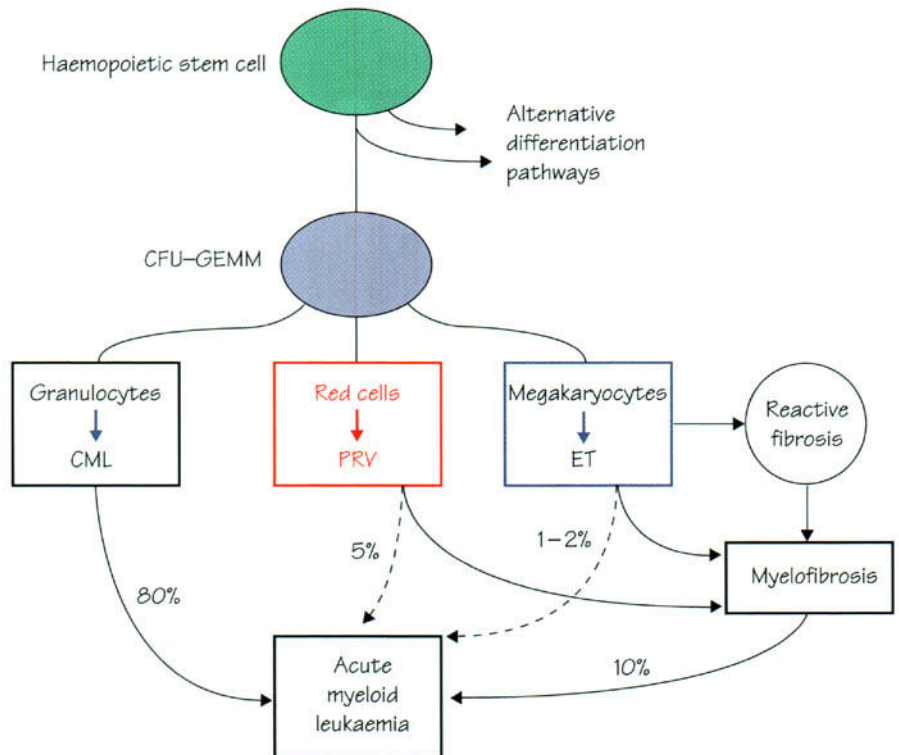 Haemopoietic stem cell
Alternative
differentiation
pathways
CFU–GEMM
Granulocytes
CML
Red cells
PRV
Megakaryocytes
ET
Reactive
fibrosis
5%
1–2%
Myelofibrosis
80%
Acute
myeloid
leukaemia
10%